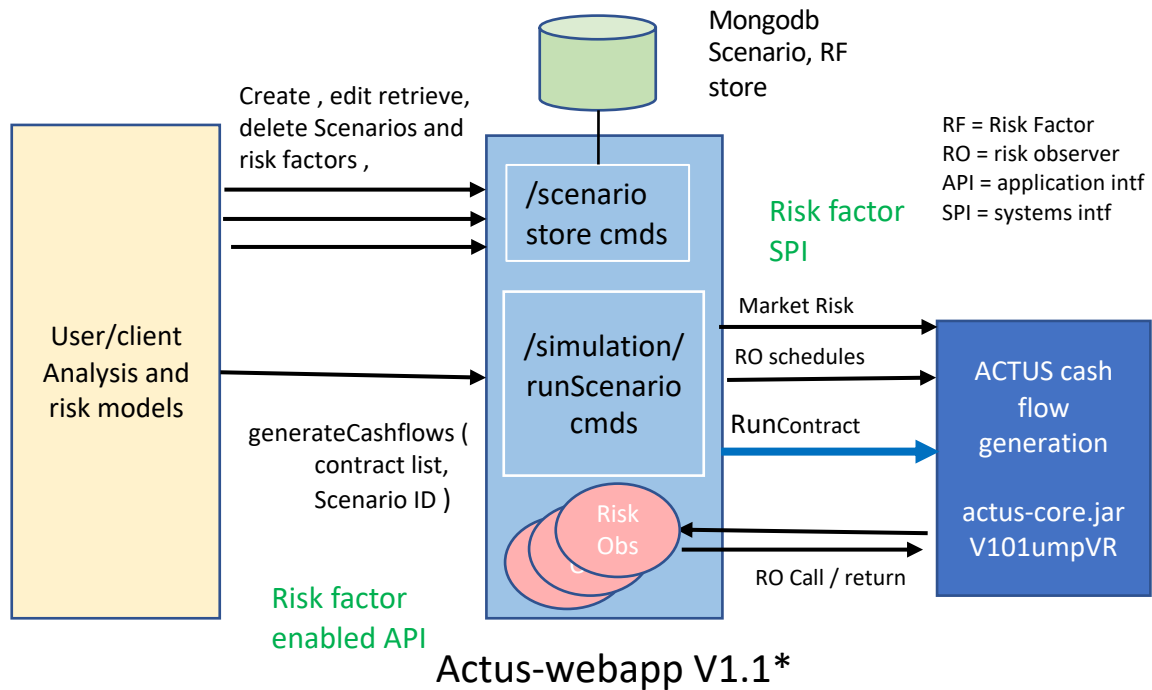 Mongodb
Scenario, RF
store
Create , edit retrieve,
delete Scenarios and
risk factors ,
RF = Risk Factor
RO = risk observer
API = application intf
SPI = systems intf
/scenario
store cmds
Risk factor
SPI
User/client
Analysis and
risk models
/simulation/
runScenario
cmds
Market Risk
RO schedules
RunContract
ACTUS cash
flow
generation
actus-core.jar
V101umpVR
generateCashflows (
contract list,
Scenario ID )
Risk
Obs
RO Call / return
Risk factor
enabled API
Actus-webapp V1.1*